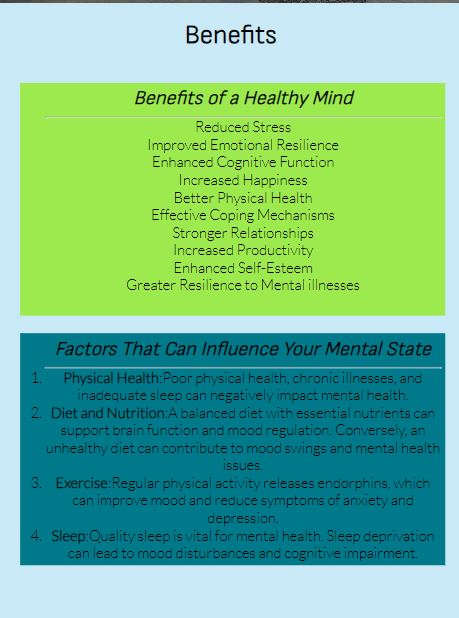 Benefits
Benefits of a Healthy Mind
Reduced Stress
Improved Emotional Resilience
Enhanced Cognitive Function
Increased Happiness
Better Physical Health
Effective Coping Mechanisms
Stronger Relationships
Increased Productivity
Enhanced Self-Esteem
Greater Resilience to Mental illnesses
Factors That Can Influence Your Mental State
1. Physical Health:Poor physical health, chronic illnesses, and
inadequate sleep can negatively impact mental health.
2. Diet and Nutrition:A balanced diet with essential nutrients can
support brain function and mood regulation. Conversely, an
unhealthy diet can contribute to mood swings and mental health
issues.
3. Exercise:Regular physical activity releases endorphins, which
can improve mood and reduce symptoms of anxiety and
depression.
4. Sleep:Quality sleep is vital for mental health. Sleep deprivation
can lead to mood disturbances and cognitive impairment.